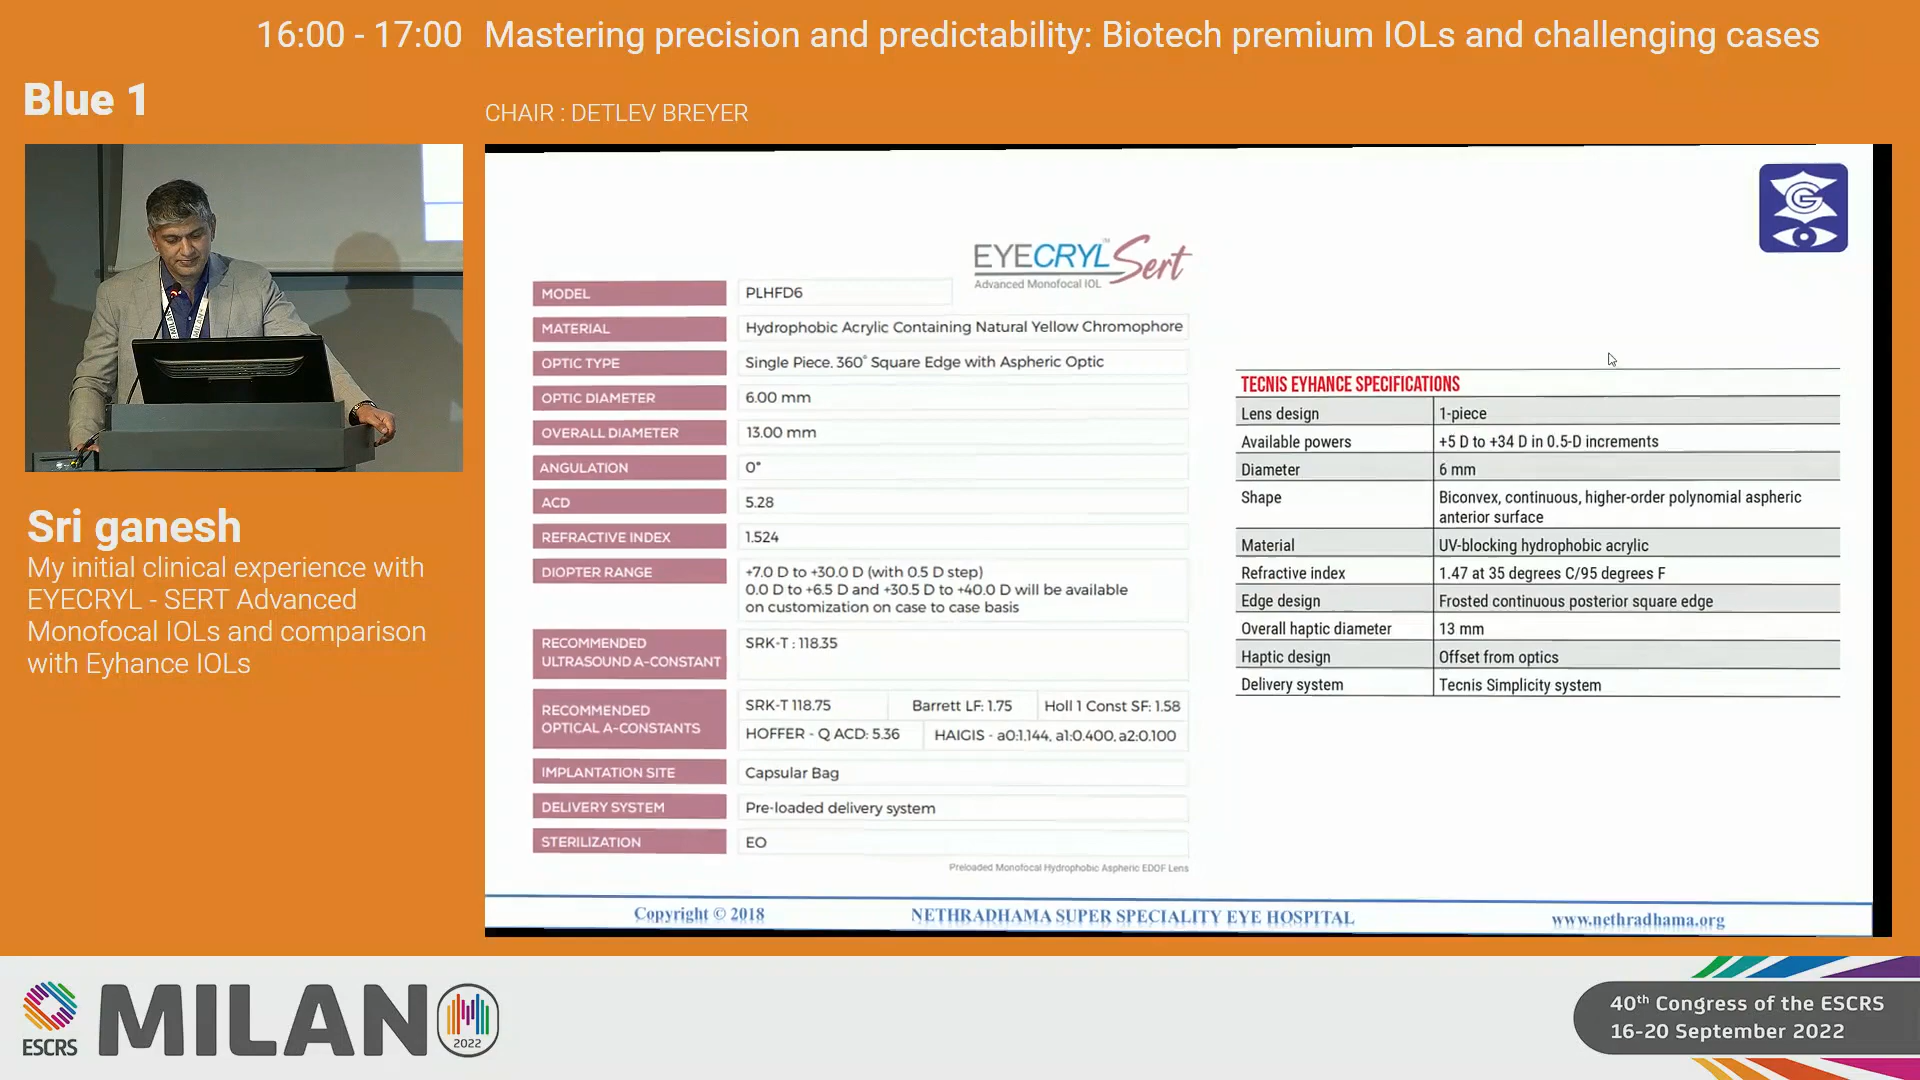 16:00 - 17:00 Mastering precision and predictability: Biotech premium IOLs and challenging cases
Blue 1
CHAIR : DETLEV BREYER
Sri ganesh
My initial clinical experience with
EYECRYL - SERT Advanced
Monofocal IOLs and comparison
with Eyhance IOLs
EYECRYL™ Sert
Advanced Monofocal IOL
MODEL PLHFD6
MATERIAL Hydrophobic Acrylic Containing Natural Yellow Chromophore
OPTIC TYPE Single Piece. 360° Square Edge with Aspheric Optic
OPTIC DIAMETER 6.00 mm
OVERALL DIAMETER 13.00 mm
ANGULATION 0°
ACD 5.28
REFRACTIVE INDEX 1.524
DIOPTER RANGE +7.0 D to +30.0 D (with 0.5 D step)
0.0 D to +6.5 D and +30.5 D to +40.0 D will be available
on customization on case to case basis
RECOMMENDED
ULTRASOUND A-CONSTANT
SRK-T : 118.35
RECOMMENDED
OPTICAL A-CONSTANTS
SRK-T 118.75 Barrett LF: 1.75 Holl 1 Const SF: 1.58
HOFFER - Q ACD: 5.36 HAIGIS - a0:1.144, a1:0.400, a2:0.100
IMPLANTATION SITE Capsular Bag
DELIVERY SYSTEM Pre-loaded delivery system
STERILIZATION EO
Preloaded Monofocal Hydrophobic Aspheric EDOF Lens
TECNIS EYHANCE SPECIFICATIONS
Lens design 1-piece
Available powers +5 D to +34 D in 0.5-D increments
Diameter 6 mm
Shape Biconvex, continuous, higher-order polynomial aspheric
anterior surface
Material UV-blocking hydrophobic acrylic
Refractive index 1.47 at 35 degrees C/95 degrees F
Edge design Frosted continuous posterior square edge
Overall haptic diameter 13 mm
Haptic design Offset from optics
Delivery system Tecnis Simplicity system
Copyright © 2018 NETHRADHAMA SUPER SPECIALITY EYE HOSPITAL www.nethradhama.org
ESCRS MILAN 2022
40th Congress of the ESCRS
16-20 September 2022